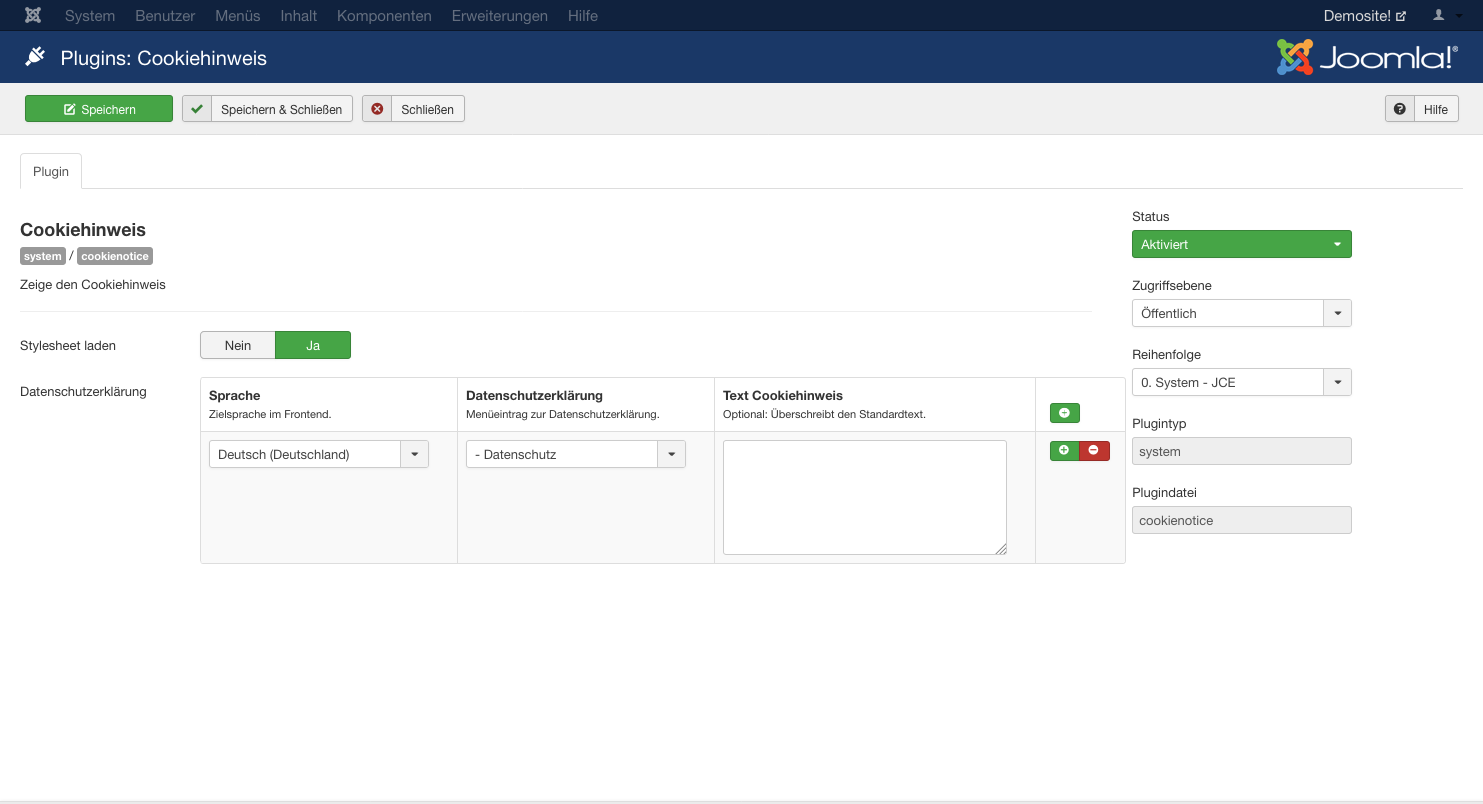 System Benutzer Menüs Inhalt Komponenten Erweiterungen Hilfe Demosite!
Plugins: Cookiehinweis Joomla!®
Speichern Speichern & Schließen Schließen Hilfe
Plugin
Cookiehinweis
system / cookienotice
Zeige den Cookiehinweis
Stylesheet laden Nein Ja
Datenschutzerklärung
Sprache Datenschutzerklärung Text Cookiehinweis
Zielsprache im Frontend. Menüeintrag zur Datenschutzerklärung. Optional: Überschreibt den Standardtext.
Deutsch (Deutschland) - Datenschutz
Status
Aktiviert
Zugriffsebene
Öffentlich
Reihenfolge
0. System - JCE
Plugintyp
system
Plugindatei
cookienotice